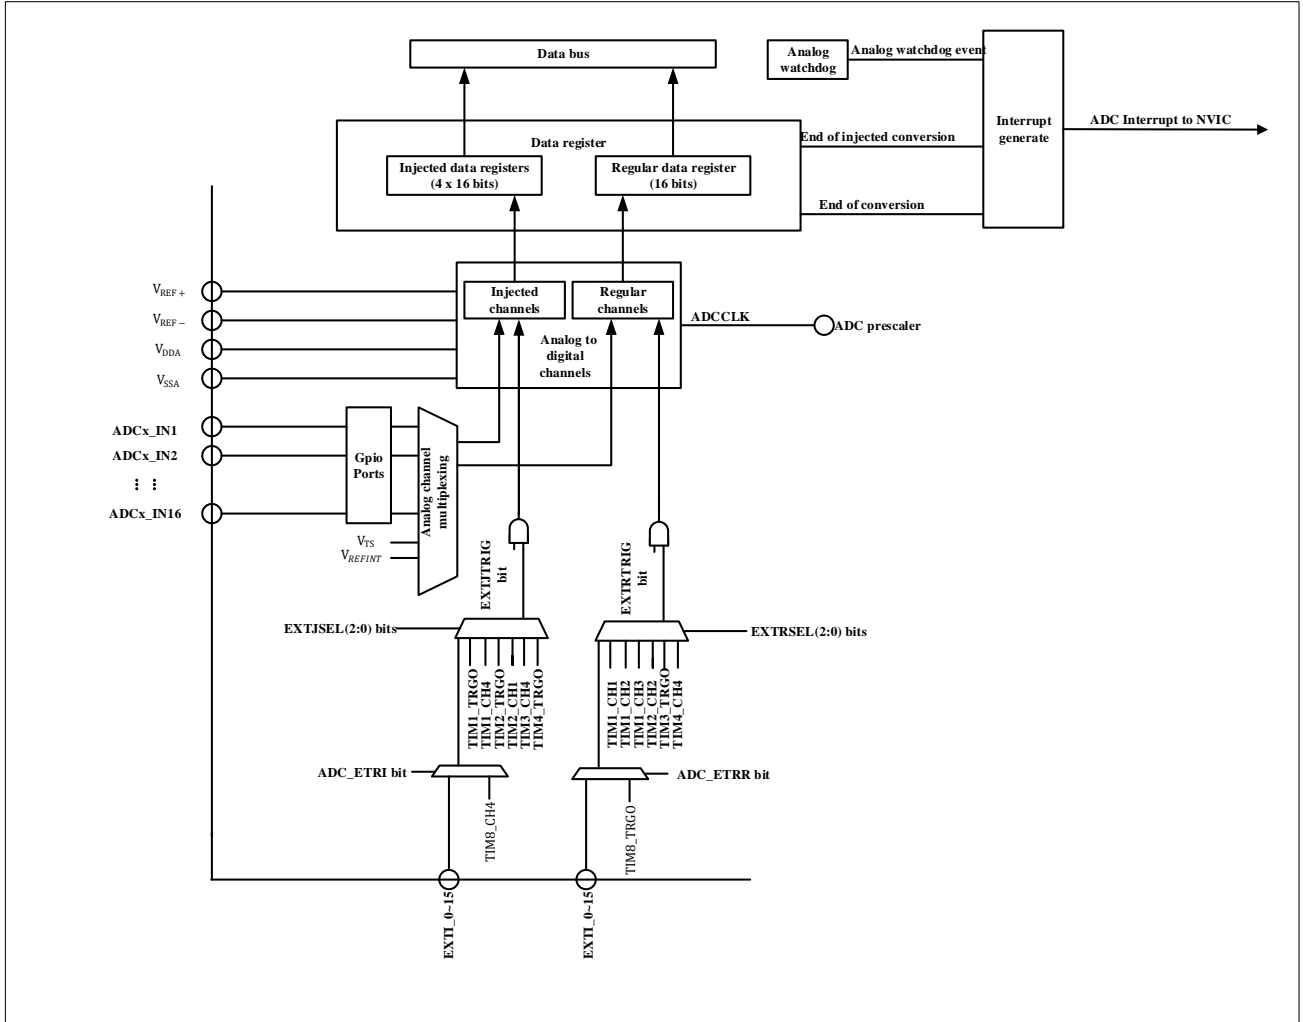 Data bus
Analog
watchdog
Analog watchdog event
Interrupt
generate
ADC Interrupt to NVIC
Data register
End of injected conversion
Injected data registers
(4 x 16 bits)
Regular data register
(16 bits)
End of conversion
VREF+
VREF−
VDDA
VSSA
Injected
channels
Regular
channels
Analog to
digital
channels
ADCCLK
ADC prescaler
ADCx_IN1
ADCx_IN2
ADCx_IN16
Gpio
Ports
Analog channel
multiplexing
VTS
VREFINT
EXTJTRIG
bit
EXTRTRIG
bit
EXTJSEL(2:0) bits
EXTRSEL(2:0) bits
TIM1_TRGO
TIM1_CH4
TIM2_TRGO
TIM2_CH1
TIM3_CH4
TIM4_TRGO
TIM1_CH1
TIM1_CH2
TIM1_CH3
TIM2_CH2
TIM3_TRGO
TIM4_CH4
ADC_ETRI bit
ADC_ETRR bit
TIM8_CH4
TIM8_TRGO
EXTI_0~15
EXTI_0~15